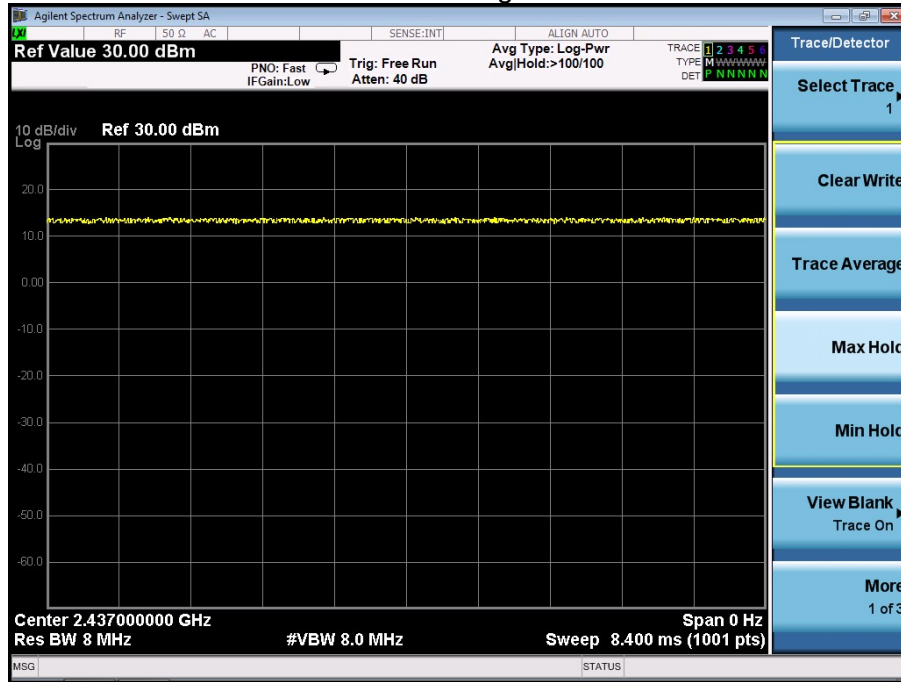 Agilent Spectrum Analyzer - Swept SA
LXI RF 50 Ω AC SENSE:INT ALIGN AUTO
Ref Value 30.00 dBm
PNO: Fast
IFGain:Low
Trig: Free Run
Atten: 40 dB
Avg Type: Log-Pwr
Avg|Hold:>100/100
TRACE 1 2 3 4 5 6
TYPE M WWWWW
DET P N N N N N
Trace/Detector
Select Trace
1
Clear Write
Trace Average
Max Hold
Min Hold
View Blank
Trace On
More
1 of 3
10 dB/div Ref 30.00 dBm
Log
20.0
10.0
0.00
-10.0
-20.0
-30.0
-40.0
-50.0
-60.0
Center 2.437000000 GHz Span 0 Hz
Res BW 8 MHz #VBW 8.0 MHz Sweep 8.400 ms (1001 pts)
MSG STATUS